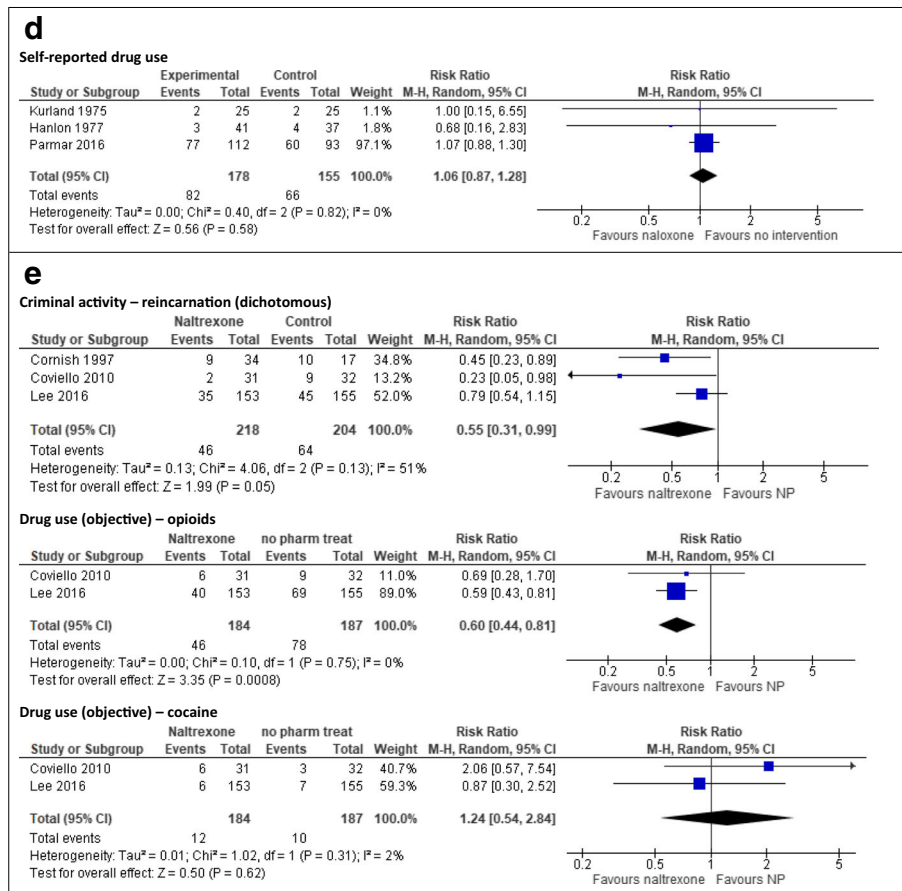 d
Self-reported drug use
Experimental Control Risk Ratio Risk Ratio
Study or Subgroup Events Total Events Total Weight M-H, Random, 95% CI M-H, Random, 95% CI
Kurland 1975 2 25 2 25 1.1% 1.00 [0.15, 6.55]
Hanlon 1977 3 41 4 37 1.8% 0.68 [0.16, 2.83]
Parmar 2016 77 112 60 93 97.1% 1.07 [0.88, 1.30]
Total (95% CI) 178 155 100.0% 1.06 [0.87, 1.28]
Total events 82 66
Heterogeneity: Tau² = 0.00; Chi² = 0.40, df = 2 (P = 0.82); I² = 0%
Test for overall effect: Z = 0.56 (P = 0.58)
0.2 0.5 1 2 5
Favours naloxone Favours no intervention
e
Criminal activity – reincarnation (dichotomous)
Naltrexone Control Risk Ratio Risk Ratio
Study or Subgroup Events Total Events Total Weight M-H, Random, 95% CI M-H, Random, 95% CI
Cornish 1997 9 34 10 17 34.8% 0.45 [0.23, 0.89]
Coviello 2010 2 31 9 32 13.2% 0.23 [0.05, 0.98]
Lee 2016 35 153 45 155 52.0% 0.79 [0.54, 1.15]
Total (95% CI) 218 204 100.0% 0.55 [0.31, 0.99]
Total events 46 64
Heterogeneity: Tau² = 0.13; Chi² = 4.06, df = 2 (P = 0.13); I² = 51%
Test for overall effect: Z = 1.99 (P = 0.05)
0.2 0.5 1 2 5
Favours naltrexone Favours NP
Drug use (objective) – opioids
Naltrexone no pharm treat Risk Ratio Risk Ratio
Study or Subgroup Events Total Events Total Weight M-H, Random, 95% CI M-H, Random, 95% CI
Coviello 2010 6 31 9 32 11.0% 0.69 [0.28, 1.70]
Lee 2016 40 153 69 155 89.0% 0.59 [0.43, 0.81]
Total (95% CI) 184 187 100.0% 0.60 [0.44, 0.81]
Total events 46 78
Heterogeneity: Tau² = 0.00; Chi² = 0.10, df = 1 (P = 0.75); I² = 0%
Test for overall effect: Z = 3.35 (P = 0.0008)
0.2 0.5 1 2 5
Favours naltrexone Favours NP
Drug use (objective) – cocaine
Naltrexone no pharm treat Risk Ratio Risk Ratio
Study or Subgroup Events Total Events Total Weight M-H, Random, 95% CI M-H, Random, 95% CI
Coviello 2010 6 31 3 32 40.7% 2.06 [0.57, 7.54]
Lee 2016 6 153 7 155 59.3% 0.87 [0.30, 2.52]
Total (95% CI) 184 187 100.0% 1.24 [0.54, 2.84]
Total events 12 10
Heterogeneity: Tau² = 0.01; Chi² = 1.02, df = 1 (P = 0.31); I² = 2%
Test for overall effect: Z = 0.50 (P = 0.62)
0.2 0.5 1 2 5
Favours naltrexone Favours NP